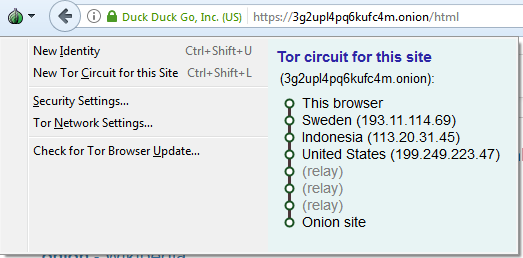 Duck Duck Go, Inc. (US) https://3g2upl4pq6kufc4m.onion/html
New Identity Ctrl+Shift+U
New Tor Circuit for this Site Ctrl+Shift+L
Security Settings...
Tor Network Settings...
Check for Tor Browser Update...
Tor circuit for this site
(3g2upl4pq6kufc4m.onion):
This browser
Sweden (193.11.114.69)
Indonesia (113.20.31.45)
United States (199.249.223.47)
(relay)
(relay)
(relay)
Onion site